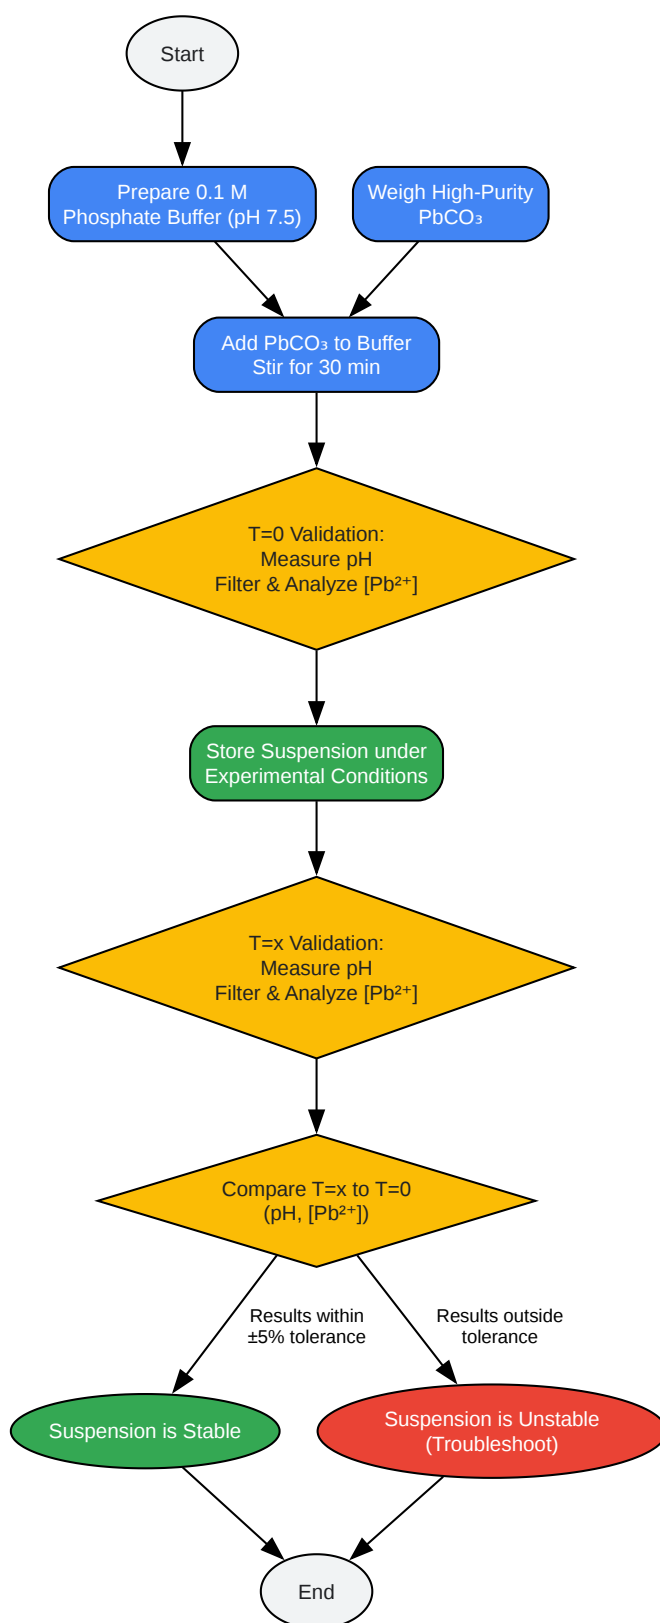 Start
Prepare 0.1 M
Phosphate Buffer (pH 7.5)
Weigh High-Purity
PbCO₃
Add PbCO₃ to Buffer
Stir for 30 min
T=0 Validation:
Measure pH
Filter & Analyze [Pb²⁺]
Store Suspension under
Experimental Conditions
T=x Validation:
Measure pH
Filter & Analyze [Pb²⁺]
Compare T=x to T=0
(pH, [Pb²⁺])
Results within
±5% tolerance
Results outside
tolerance
Suspension is Stable
Suspension is Unstable
(Troubleshoot)
End